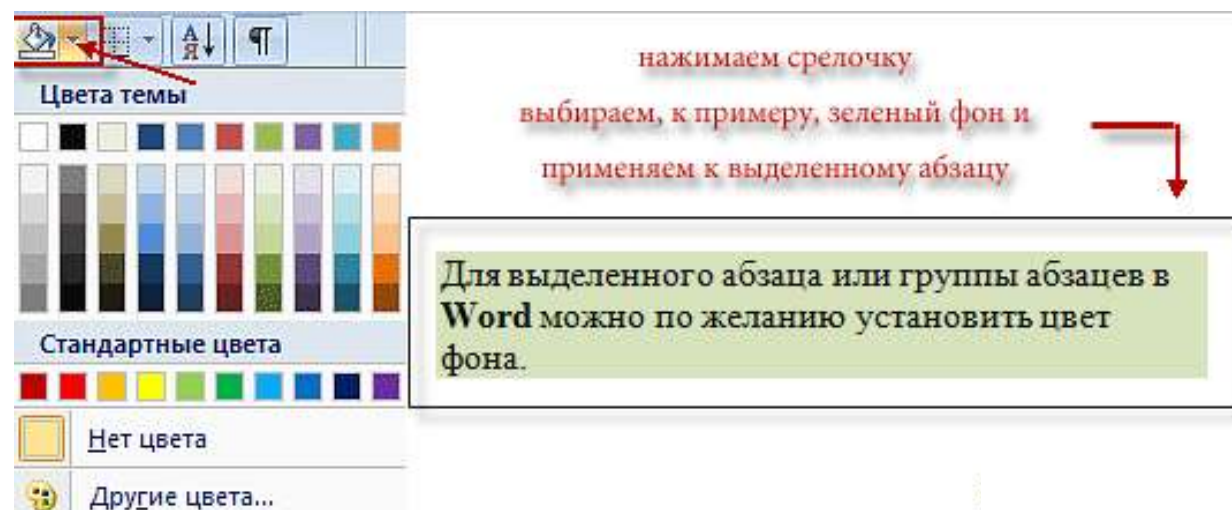 А
Я
¶
Цвета темы
Стандартные цвета
Нет цвета
Другие цвета...
нажимаем срелочку
выбираем, к примеру, зеленый фон и
применяем к выделенному абзацу
Для выделенного абзаца или группы абзацев в
Word можно по желанию установить цвет
фона.